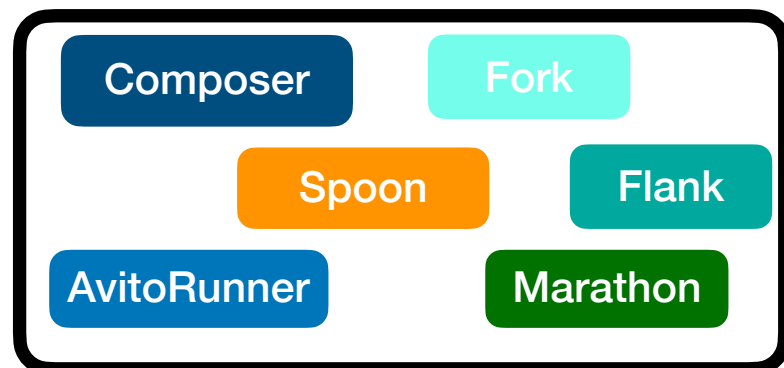 Composer
Fork
Spoon
Flank
AvitoRunner
Marathon